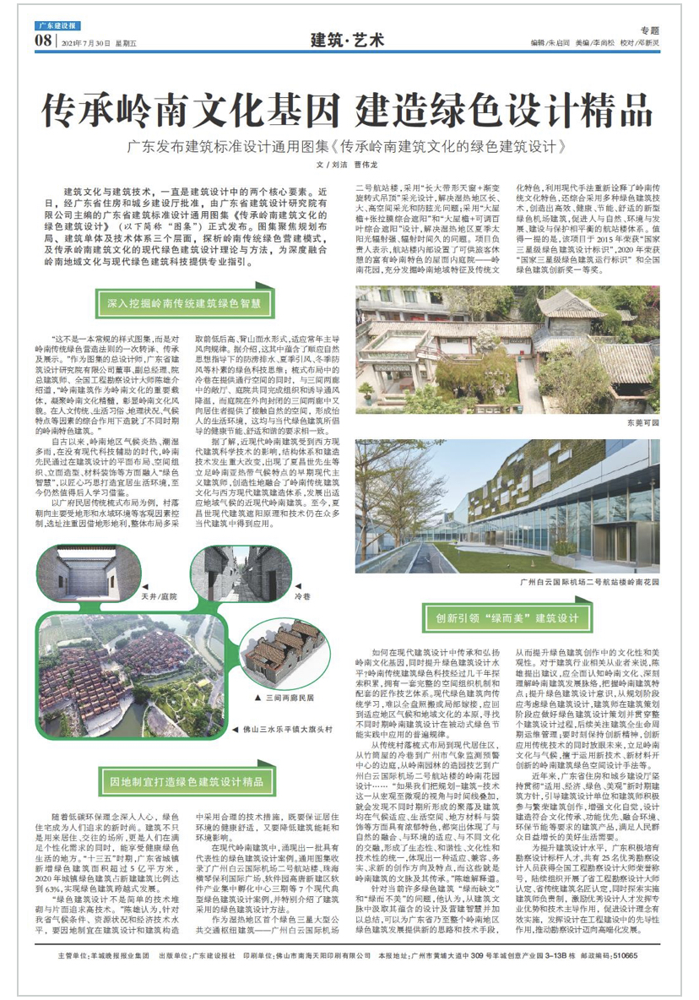 广东建设报
08
2021年7月30日 星期五
建筑·艺术
专题
编辑/朱启同 美编/李尚松 校对/邓新灵
传承岭南文化基因 建造绿色设计精品
广东发布建筑标准设计通用图集《传承岭南建筑文化的绿色建筑设计》
文/刘洁 曹伟龙
建筑文化与建筑技术，一直是建筑设计中的两个核心要素。近
日，经广东省住房和城乡建设厅批准，由广东省建筑设计研究院有
限公司主编的广东省建筑标准设计通用图集《传承岭南建筑文化的
绿色建筑设计》（以下简称“图集”）正式发布。图集聚焦规划布
局、建筑单体及技术体系三个层面，探析岭南传统绿色营建模式，
及传承岭南建筑文化的现代绿色建筑设计理论与方法，为深度融合
岭南地域文化与现代绿色建筑科技提供专业指引。
深入挖掘岭南传统建筑绿色智慧
“这不是一本常规的样式图集，而是对
岭南传统绿色营造法则的一次转译、传承
及展示。”作为图集的总设计师，广东省建
筑设计研究院有限公司董事、副总经理、院
总建筑师、全国工程勘察设计大师陈雄介
绍道，“岭南建筑作为岭南文化的重要载
体，凝聚岭南文化精髓，彰显岭南文化风
貌。在人文传统、生活习俗、地理状况、气候
特点等因素的综合作用下造就了不同时期
的岭南特色建筑。”
自古以来，岭南地区气候炎热、潮湿
多雨，在没有现代科技辅助的时代，岭南
先民通过在建筑设计的平面布局、空间组
织、立面造型、材料装饰等方面融入“绿色
智慧”，以匠心巧思打造宜居生活环境，至
今仍然值得后人学习借鉴。
以广府民居传统梳式布局为例，村落
朝向主要受地形和水域环境等客观因素控
制，选址注重因借地形地利，整体布局多采
取前低后高、背山面水形式，适应常年主导
风向规律。据介绍，这其中蕴含了顺应自然
思想指导下的防涝排水、夏季引风、冬季防
风等朴素的绿色科技思维；梳式布局中的
冷巷在提供通行空间的同时，与三间两廊
中的敞厅、庭院共同完成组织和诱导通风
降温，而庭院在外向封闭的三间两廊中又
向居住者提供了接触自然的空间，形成怡
人的生活环境，这均与当代绿色建筑所倡
导的健康节能、舒适和谐的要求相一致。
据了解，近现代岭南建筑受到西方现
代建筑科学技术的影响，结构体系和建造
技术发生重大改变，出现了夏昌世先生等
立足岭南亚热带气候特点的早期现代主
义建筑师，创造性地融合了岭南传统建筑
文化与西方现代建筑建造体系，发展出适
应地域气候的近现代岭南建筑。至今，夏
昌世现代建筑遮阳原理和技术仍在众多
当代建筑中得到应用。
天井/庭院
冷巷
三间两廊民居
佛山三水乐平镇大旗头村
因地制宜打造绿色建筑设计精品
随着低碳环保理念深入人心，绿色
住宅成为人们追求的新时尚。建筑不只
是用来居住、交往的场所，更是人们在满
足个性化需求的同时，能享受健康绿色
生活的地方。“十三五”时期，广东省城镇
新增绿色建筑面积超过5亿平方米，
2020年城镇绿色建筑占新建建筑比例达
到63%，实现绿色建筑跨越式发展。
“绿色建筑设计不是简单的技术堆
砌与片面追求高技术。”陈雄认为，针对
我省气候条件、资源状况和经济技术水
平，要因地制宜在建筑设计和建筑构造
中采用合理的技术措施，既要保证居住
环境的健康舒适，又要降低建筑能耗和
环境影响。
在现代岭南建筑中，涌现出一批具有
代表性的绿色建筑设计案例。通用图集收
录了广州白云国际机场二号航站楼、珠海
横琴保利国际广场、软件园高唐新建区软
件产业集中孵化中心三期等7个现代典
型绿色建筑设计案例，并特别介绍了建筑
采用的绿色建筑设计方法。
作为湿热地区首个绿色三星大型公
共交通枢纽建筑——广州白云国际机场
二号航站楼，采用“长大带形天窗+渐变
旋转式吊顶”采光设计，解决湿热地区长、
大、高空间采光和防眩光问题；采用“大屋
檐+张拉膜综合遮阳”和“大屋檐+可调百
叶综合遮阳”设计，解决湿热地区夏季太
阳光辐射强、辐射时间久的问题。项目负
责人表示，航站楼内部设置了可供旅客休
憩的富有岭南特色的屋面内庭院——岭
南花园，充分发掘岭南地域特征及传统文
化特色，利用现代手法重新诠释了岭南传
统文化特色，还综合采用多种绿色建筑技
术，创造出高效、健康、节能、舒适的新型
绿色机场建筑，促进人与自然、环境与发
展、建设与保护相平衡的航站楼体系。值
得一提的是，该项目于2015年荣获“国家
三星级绿色建筑设计标识”，2020年荣获
“国家三星级绿色建筑运行标识”和全国
绿色建筑创新奖一等奖。
东莞可园
广州白云国际机场二号航站楼岭南花园
创新引领“绿而美”建筑设计
如何在现代建筑设计中传承和弘扬
岭南文化基因，同时提升绿色建筑设计水
平？岭南传统建筑绿色科技经过几千年探
索积累，拥有一套完整的空间组织机制和
配套的匠作技艺体系。现代绿色建筑向传
统学习，难以全盘照搬或局部嫁接，应回
到适应地区气候和地域文化的本原，寻找
不同时期岭南建筑设计在被动式绿色节
能实践中应用的普遍规律。
从传统村落梳式布局到现代居住区，
从竹筒屋的冷巷到广州市气象监测预警
中心的边庭，从岭南园林的造园技艺到广
州白云国际机场二号航站楼的岭南花园
设计……“如果我们把规划-建筑-技术
这一从宏观至微观的视角与时间线叠加，
就会发现不同时期所形成的聚落及建筑
均在气候适应、生活空间、地方材料与装
饰等方面具有浓郁特色，都突出体现了与
自然的融合、与环境的适应、与不同文化
的交融，形成了生态性、和谐性、文化性和
技术性的统一，体现出一种适应、兼容、务
实、求新的创作方向及特点，而这些就是
岭南建筑的文脉及其传承。”陈雄解释道。
针对当前许多绿色建筑“绿而缺文”
和“绿而不美”的问题，他认为，从建筑文
脉中汲取其蕴含的设计及营建智慧并加
以总结，可以为广东省乃至整个岭南地区
绿色建筑发展提供新的思路和技术手段，
从而提升绿色建筑创作中的文化性和美
观性。对于建筑行业相关从业者来说，陈
雄提出建议，应全面认知岭南文化、深刻
理解岭南建筑发展脉络，把握岭南建筑特
点；提升绿色建筑设计意识，从规划阶段
应考虑绿色建筑设计，建筑师在建筑策划
阶段应做好绿色建筑设计策划并贯穿整
个建筑设计过程，后续关注建筑全生命周
期运维管理；要时刻保持创新精神，创新
应用传统技术的同时放眼未来，立足岭南
文化与气候，擅于运用新技术、新材料开
创新的岭南建筑绿色空间设计手法等。
近年来，广东省住房和城乡建设厅坚
持贯彻“适用、经济、绿色、美观”新时期建
筑方针，引导建筑设计单位和建筑师积极
参与繁荣建筑创作，增强文化自觉，设计
建造符合文化传承、功能优先、融合环境、
环保节能等要求的建筑产品，满足人民群
众日益增长的美好生活需要。
为提升建筑设计水平，广东积极培育
勘察设计标杆人才，共有25名优秀勘察设
计人员获得全国工程勘察设计大师荣誉称
号，陆续组织开展了省工程勘察设计大师
认定、省传统建筑名匠认定，同时探索实施
建筑师负责制，激励优秀设计人才发挥专
业优势和技术主导作用，促进设计理念有
效实施，发挥设计在工程建设中的先导性
作用，推动勘察设计迈向高端化发展。
主管单位：羊城晚报报业集团 出版单位：广东建设报社 印刷单位：佛山市南海天阳印刷有限公司 本报地址：广州市黄埔大道中309号羊城创意产业园3-13B栋 邮政编码：510665